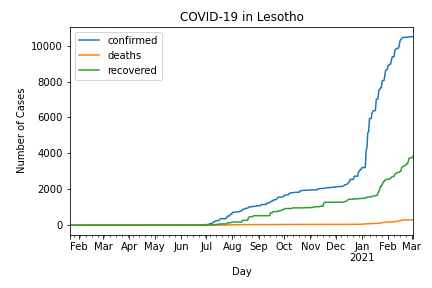 COVID-19 in Lesotho
confirmed
deaths
recovered
Number of Cases
10000
8000
6000
4000
2000
0
Feb Mar Apr May Jun Jul Aug Sep Oct Nov Dec Jan Feb Mar
2021
Day